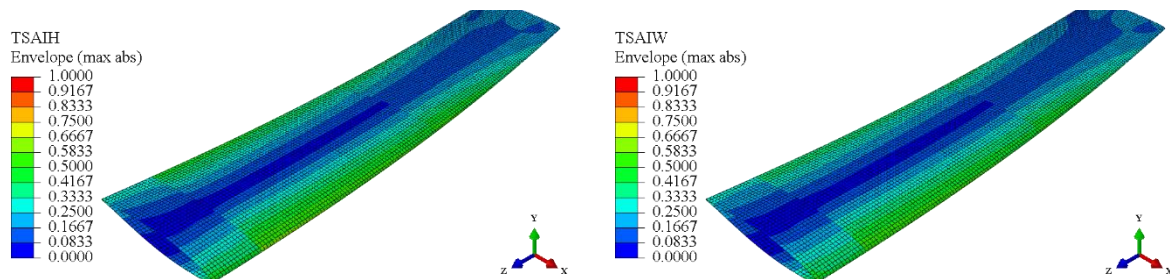 TSAIH
Envelope (max abs)
1.0000
0.9167
0.8333
0.7500
0.6667
0.5833
0.5000
0.4167
0.3333
0.2500
0.1667
0.0833
0.0000
Y
Z
X
TSAIW
Envelope (max abs)
1.0000
0.9167
0.8333
0.7500
0.6667
0.5833
0.5000
0.4167
0.3333
0.2500
0.1667
0.0833
0.0000
Y
Z
X